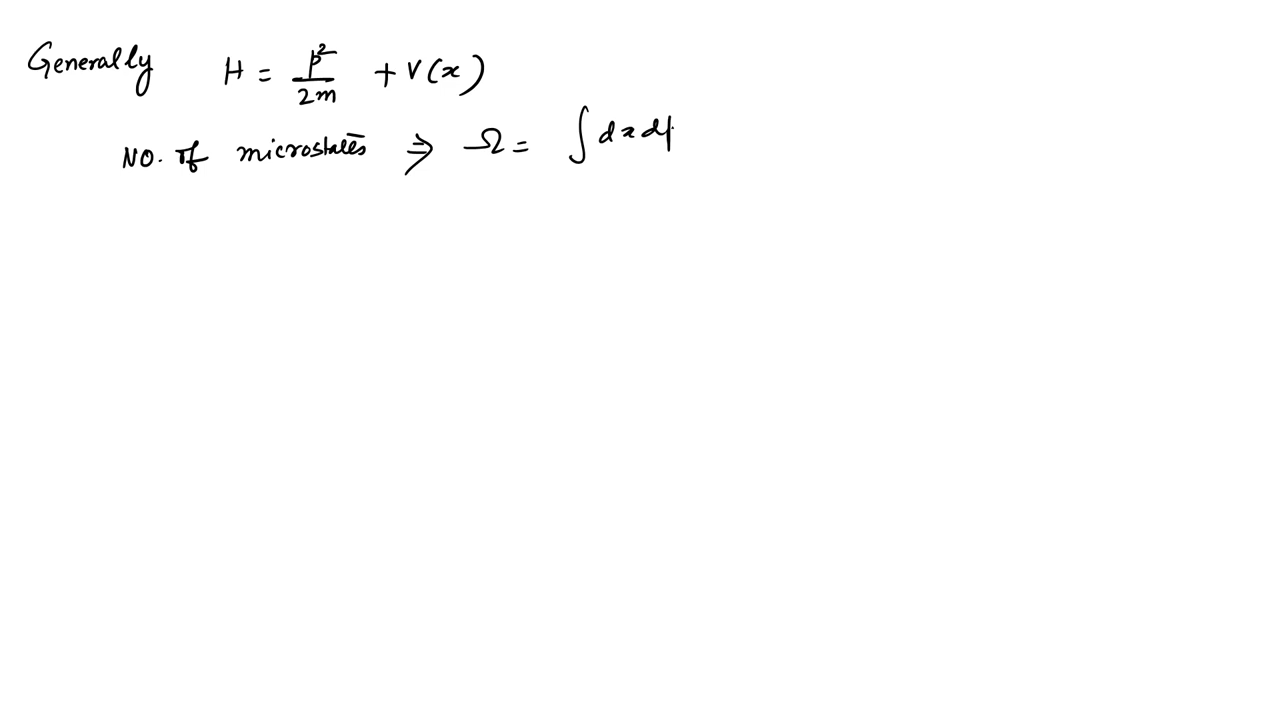 Generally H = p²/2m + V(x)
No. of microstates ⇒ Ω = ∫ dx dp